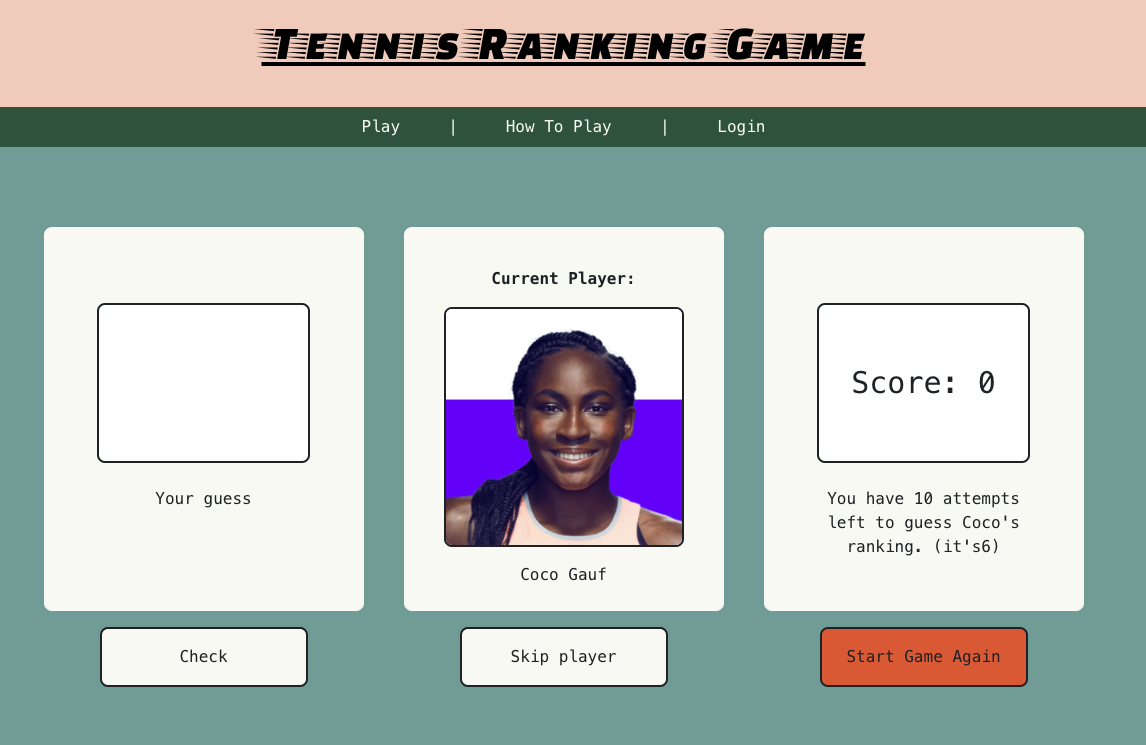 Tennis Ranking Game
Play | How To Play | Login
Your guess
Check
Current Player:
Coco Gauf
Skip player
Score: 0
You have 10 attempts
left to guess Coco's
ranking. (it's6)
Start Game Again